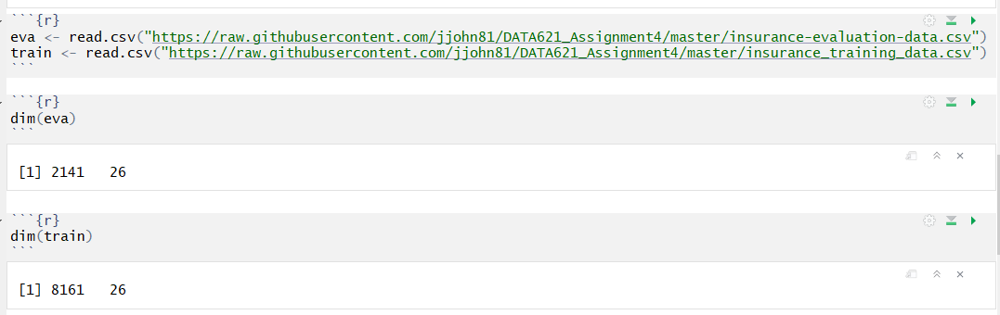 ```{r}
eva <- read.csv("https://raw.githubusercontent.com/jjohn81/DATA621_Assignment4/master/insurance-evaluation-data.csv")
train <- read.csv("https://raw.githubusercontent.com/jjohn81/DATA621_Assignment4/master/insurance_training_data.csv")
```
```{r}
dim(eva)
```
[1] 2141   26
```{r}
dim(train)
```
[1] 8161   26